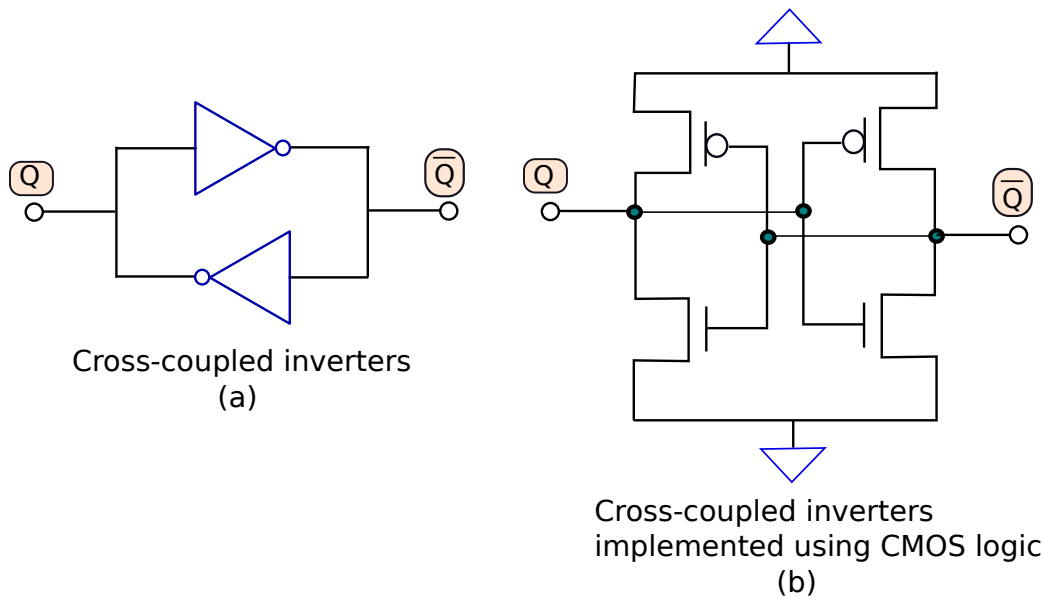 Q
Q̅
Cross-coupled inverters
(a)
Q
Q̅
Cross-coupled inverters
implemented using CMOS logic
(b)